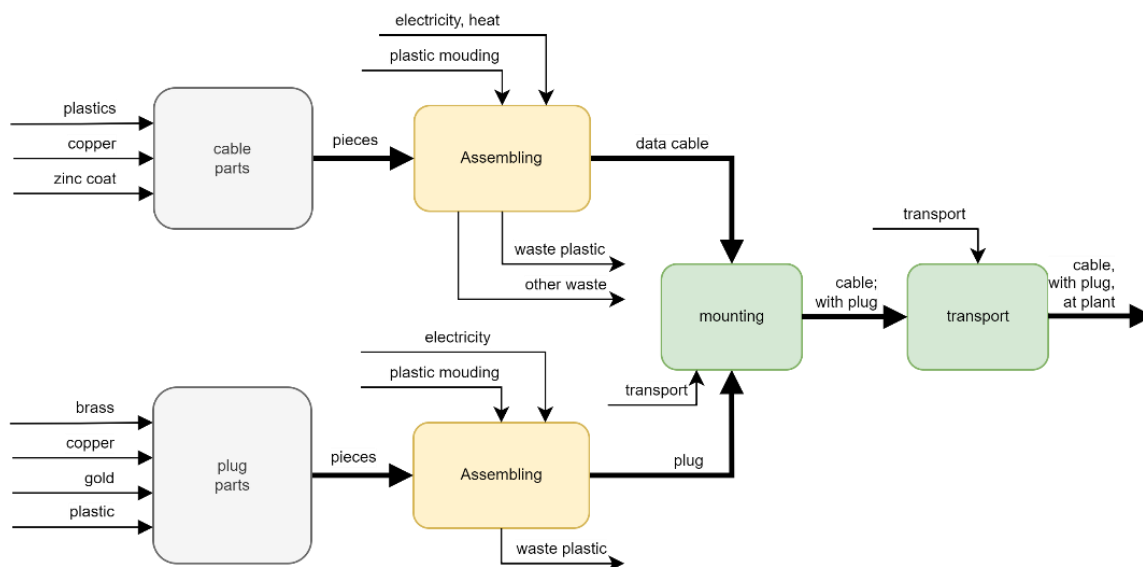 electricity, heat
plastic mouding
plastics
copper
zinc coat
cable
parts
pieces
Assembling
data cable
waste plastic
other waste
transport
cable;
with plug
mounting
transport
cable,
with plug,
at plant
electricity
plastic mouding
transport
brass
copper
gold
plastic
plug
parts
pieces
Assembling
plug
waste plastic